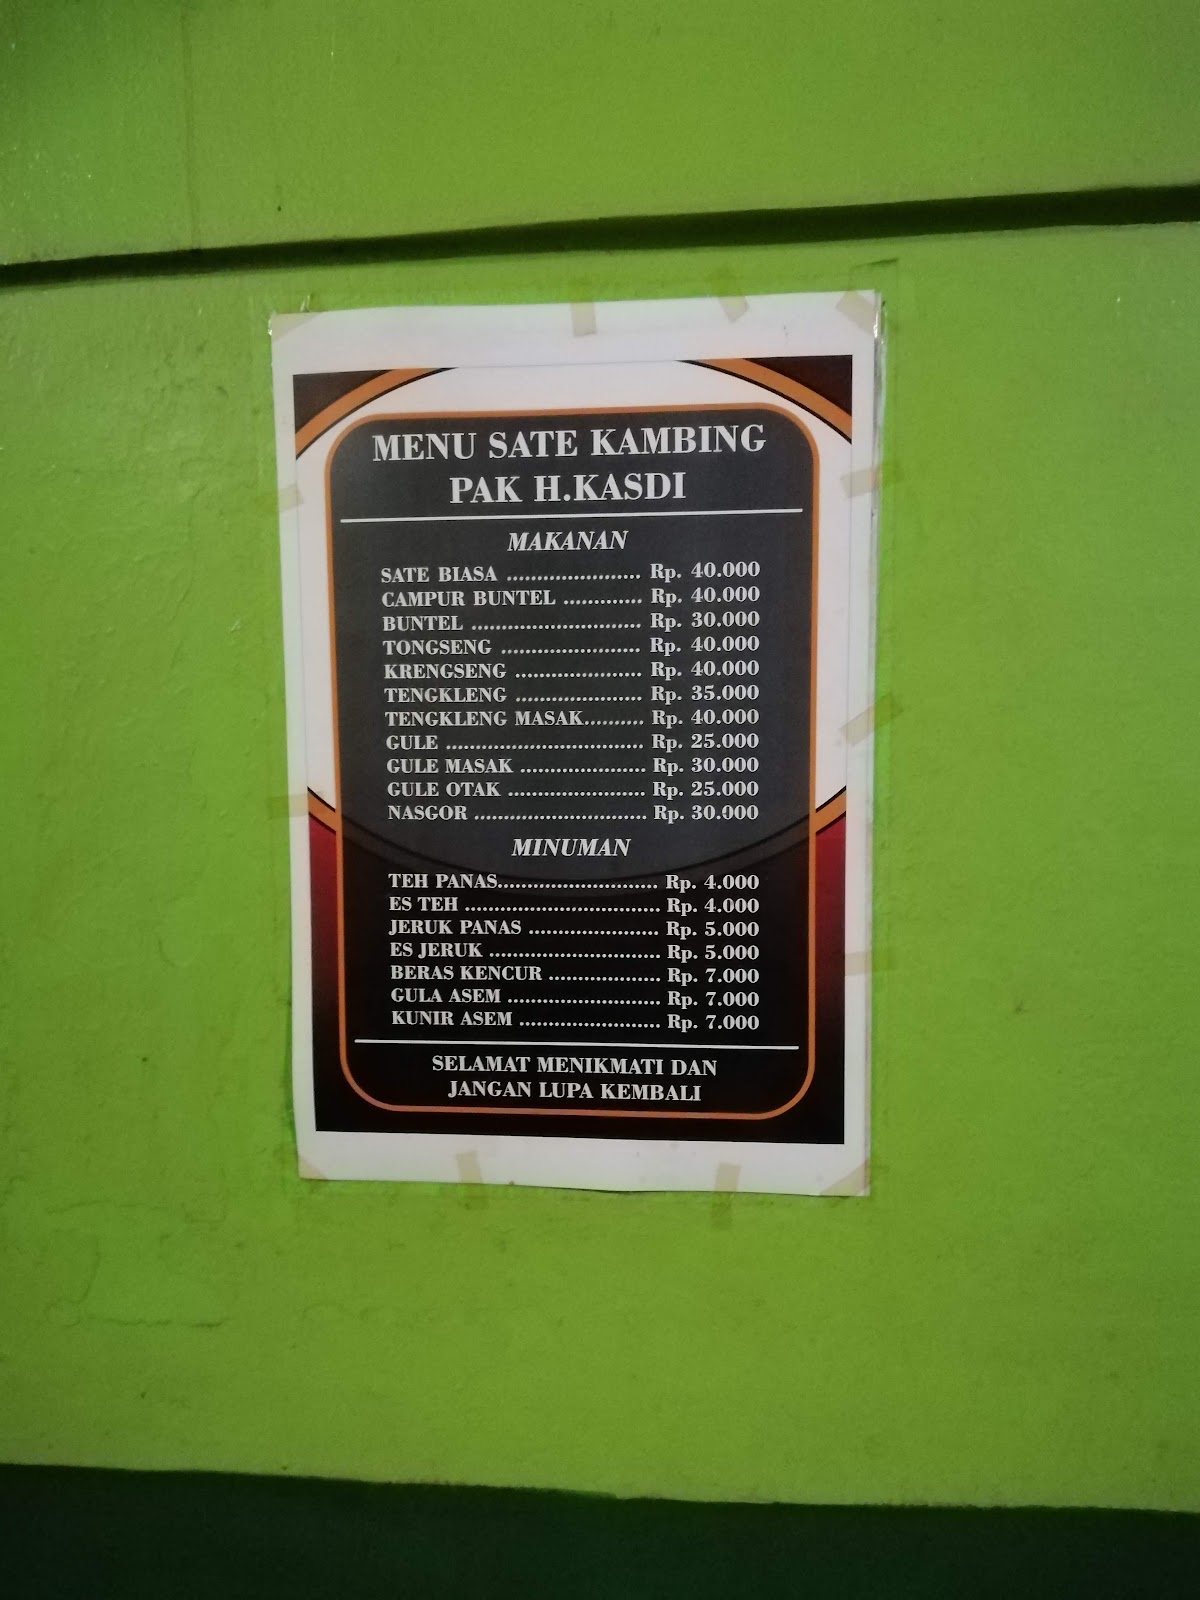 MENU SATE KAMBING
PAK H.KASDI
MAKANAN
SATE BIASA ...................... Rp. 40.000
CAMPUR BUNTEL ............. Rp. 40.000
BUNTEL ............................ Rp. 30.000
TONGSENG ....................... Rp. 40.000
KRENGSENG ..................... Rp. 40.000
TENGKLENG ..................... Rp. 35.000
TENGKLENG MASAK.......... Rp. 40.000
GULE ................................. Rp. 25.000
GULE MASAK ..................... Rp. 30.000
GULE OTAK ....................... Rp. 25.000
NASGOR ............................. Rp. 30.000
MINUMAN
TEH PANAS........................... Rp. 4.000
ES TEH ................................. Rp. 4.000
JERUK PANAS ...................... Rp. 5.000
ES JERUK ............................. Rp. 5.000
BERAS KENCUR ................... Rp. 7.000
GULA ASEM .......................... Rp. 7.000
KUNIR ASEM ........................ Rp. 7.000
SELAMAT MENIKMATI DAN
JANGAN LUPA KEMBALI